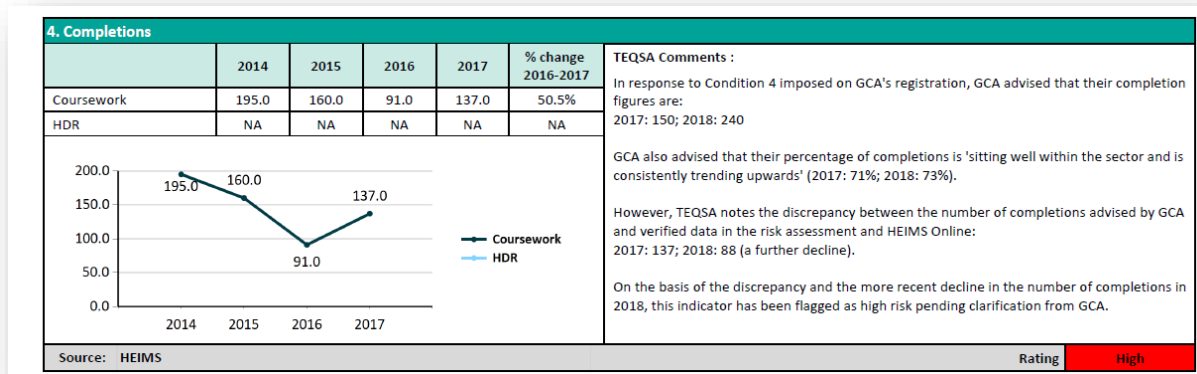 4. Completions
2014 2015 2016 2017 % change 2016-2017
Coursework 195.0 160.0 91.0 137.0 50.5%
HDR NA NA NA NA NA
200.0
150.0
100.0
50.0
0.0
195.0
160.0
91.0
137.0
2014 2015 2016 2017
Coursework
HDR
TEQSA Comments :
In response to Condition 4 imposed on GCA's registration, GCA advised that their completion
figures are:
2017: 150; 2018: 240
GCA also advised that their percentage of completions is 'sitting well within the sector and is
consistently trending upwards' (2017: 71%; 2018: 73%).
However, TEQSA notes the discrepancy between the number of completions advised by GCA
and verified data in the risk assessment and HEIMS Online:
2017: 137; 2018: 88 (a further decline).
On the basis of the discrepancy and the more recent decline in the number of completions in
2018, this indicator has been flagged as high risk pending clarification from GCA.
Source: HEIMS
Rating High